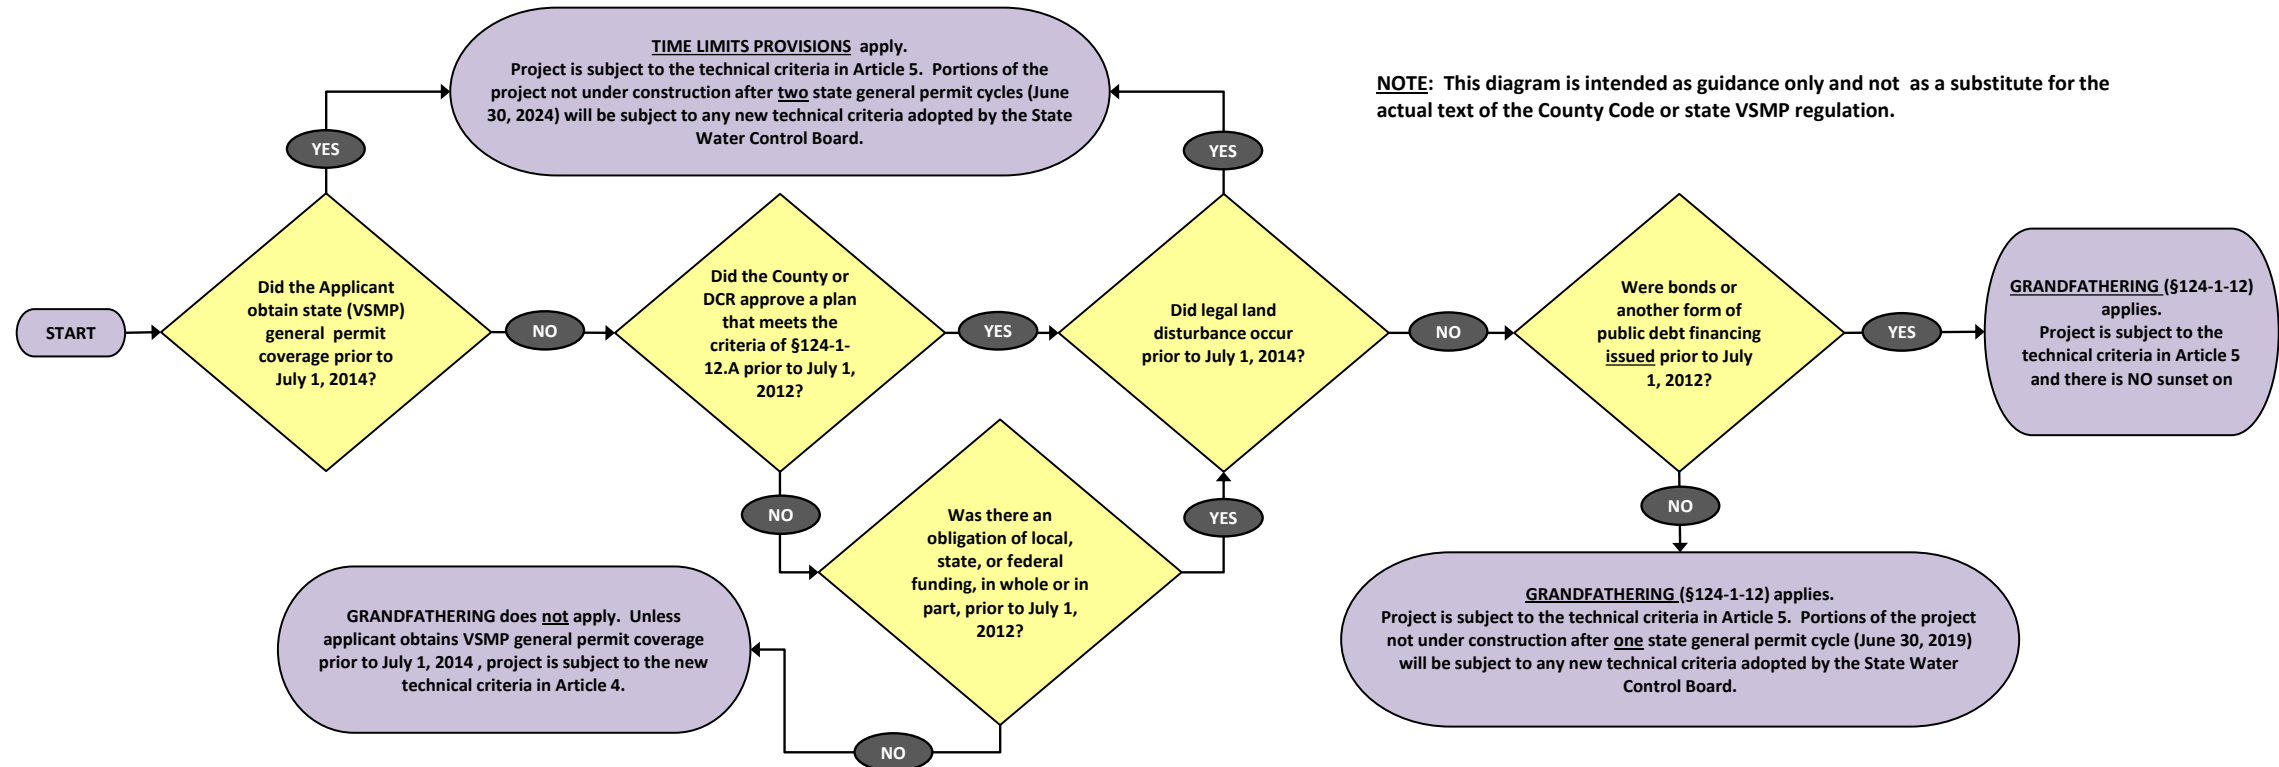 TIME LIMITS PROVISIONS apply.
Project is subject to the technical criteria in Article 5. Portions of the
project not under construction after two state general permit cycles (June
30, 2024) will be subject to any new technical criteria adopted by the State
Water Control Board.
NOTE: This diagram is intended as guidance only and not as a substitute for the
actual text of the County Code or state VSMP regulation.
YES
YES
START
Did the Applicant
obtain state (VSMP)
general permit
coverage prior to
July 1, 2014?
NO
Did the County or
DCR approve a plan
that meets the
criteria of §124-1-
12.A prior to July 1,
2012?
YES
Did legal land
disturbance occur
prior to July 1, 2014?
NO
Were bonds or
another form of
public debt financing
issued prior to July
1, 2012?
YES
GRANDFATHERING (§124-1-12)
applies.
Project is subject to the
technical criteria in Article 5
and there is NO sunset on
NO
Was there an
obligation of local,
state, or federal
funding, in whole or in
part, prior to July 1,
2012?
YES
NO
GRANDFATHERING does not apply. Unless
applicant obtains VSMP general permit coverage
prior to July 1, 2014 , project is subject to the new
technical criteria in Article 4.
GRANDFATHERING (§124-1-12) applies.
Project is subject to the technical criteria in Article 5. Portions of the project
not under construction after one state general permit cycle (June 30, 2019)
will be subject to any new technical criteria adopted by the State Water
Control Board.
NO